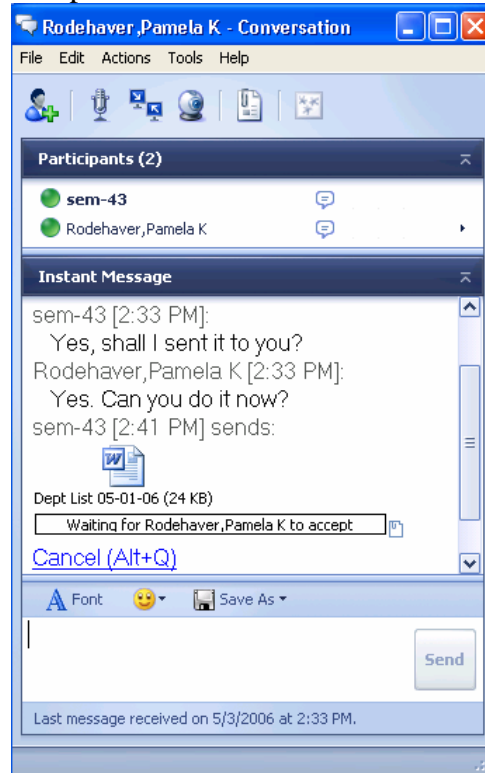 Rodehaver ,Pamela K - Conversation
File Edit Actions Tools Help
Participants (2)
sem-43
Rodehaver,Pamela K
Instant Message
sem-43 [2:33 PM]:
Yes, shall I sent it to you?
Rodehaver,Pamela K [2:33 PM]:
Yes. Can you do it now?
sem-43 [2:41 PM] sends:
Dept List 05-01-06 (24 KB)
Waiting for Rodehaver,Pamela K to accept
Cancel (Alt+Q)
A Font Save As
Send
Last message received on 5/3/2006 at 2:33 PM.